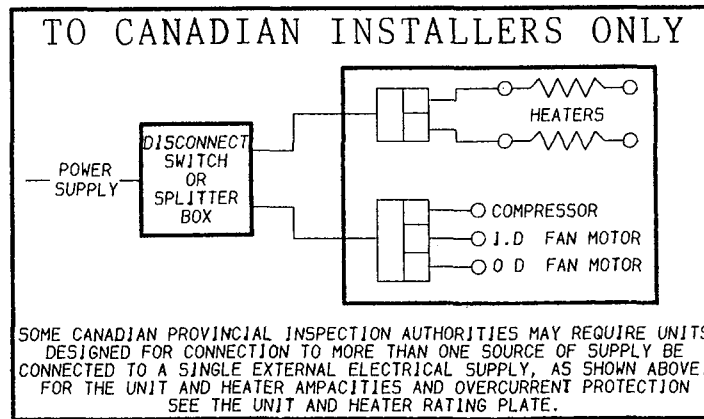 TO CANADIAN INSTALLERS ONLY
HEATERS
DISCONNECT
SWITCH
OR
SPLITTER
BOX
POWER
SUPPLY
COMPRESSOR
I.D FAN MOTOR
O D FAN MOTOR
SOME CANADIAN PROVINCIAL INSPECTION AUTHORITIES MAY REQUIRE UNITS
DESIGNED FOR CONNECTION TO MORE THAN ONE SOURCE OF SUPPLY BE
CONNECTED TO A SINGLE EXTERNAL ELECTRICAL SUPPLY, AS SHOWN ABOVE.
FOR THE UNIT AND HEATER AMPACITIES AND OVERCURRENT PROTECTION
SEE THE UNIT AND HEATER RATING PLATE.